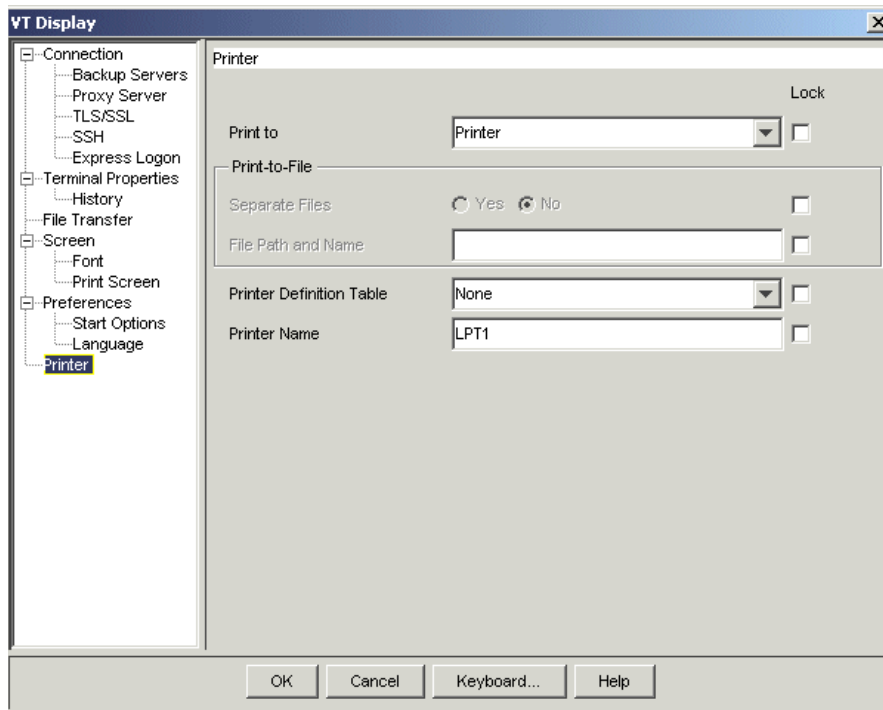 VT Display
Connection
Backup Servers
Proxy Server
TLS/SSL
SSH
Express Logon
Terminal Properties
History
File Transfer
Screen
Font
Print Screen
Preferences
Start Options
Language
Printer
Printer
Lock
Print to Printer
Print-to-File
Separate Files Yes No
File Path and Name
Printer Definition Table None
Printer Name LPT1
OK Cancel Keyboard... Help